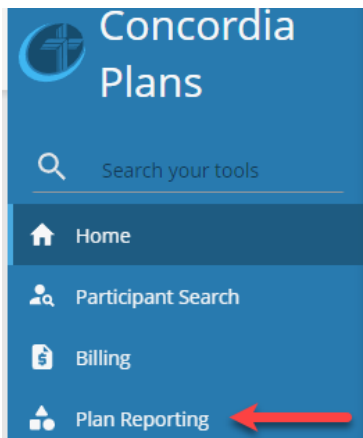 Concordia
Plans
Search your tools
Home
Participant Search
Billing
Plan Reporting